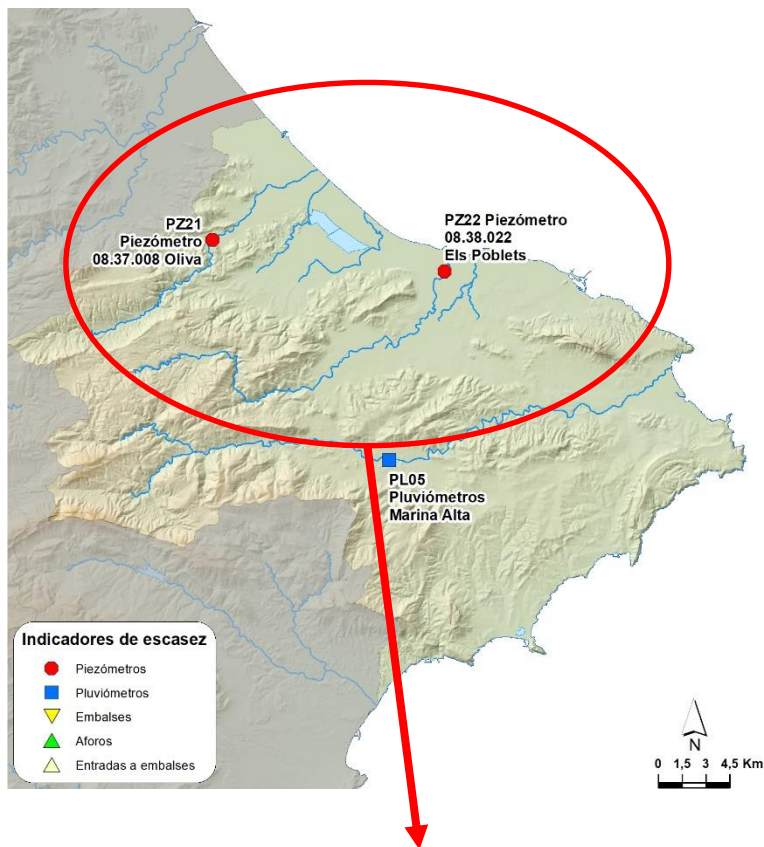 PZ21
Piezómetro
08.37.008 Oliva
PZ22 Piezómetro
08.38.022
Els Pöblets
PL05
Pluviómetros
Marina Alta
Indicadores de escasez
Piezómetros
Pluviómetros
Embalses
Aforos
Entradas a embalses
N
0 1,5 3 4,5 Km